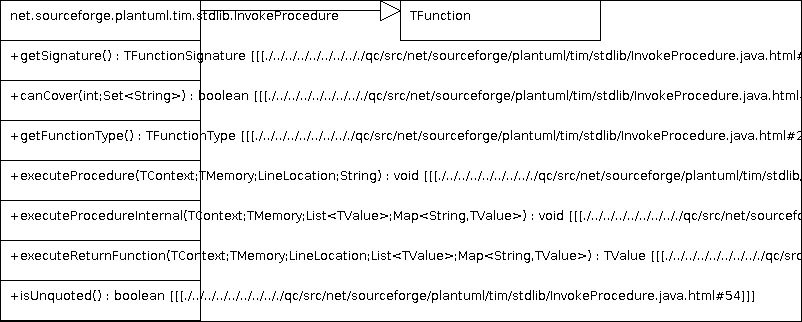 net.sourceforge.plantuml.tim.stdlib.InvokeProcedure
TFunction
+getSignature() : TFunctionSignature [[[./../../../../../../../../qc/src/net/sourceforge/plantuml/tim/stdlib/InvokeProcedure.java.html#
+canCover(int;Set<String>) : boolean [[[./../../../../../../../../qc/src/net/sourceforge/plantuml/tim/stdlib/InvokeProcedure.java.html
+getFunctionType() : TFunctionType [[[./../../../../../../../../qc/src/net/sourceforge/plantuml/tim/stdlib/InvokeProcedure.java.html#2
+executeProcedure(TContext;TMemory;LineLocation;String) : void [[[./../../../../../../../../qc/src/net/sourceforge/plantuml/tim/stdlib/
+executeProcedureInternal(TContext;TMemory;List<TValue>;Map<String,TValue>) : void [[[./../../../../../../../../qc/src/net/sourcefo
+executeReturnFunction(TContext;TMemory;LineLocation;List<TValue>;Map<String,TValue>) : TValue [[[./../../../../../../../../qc/src
+isUnquoted() : boolean [[[./../../../../../../../../qc/src/net/sourceforge/plantuml/tim/stdlib/InvokeProcedure.java.html#54]]]